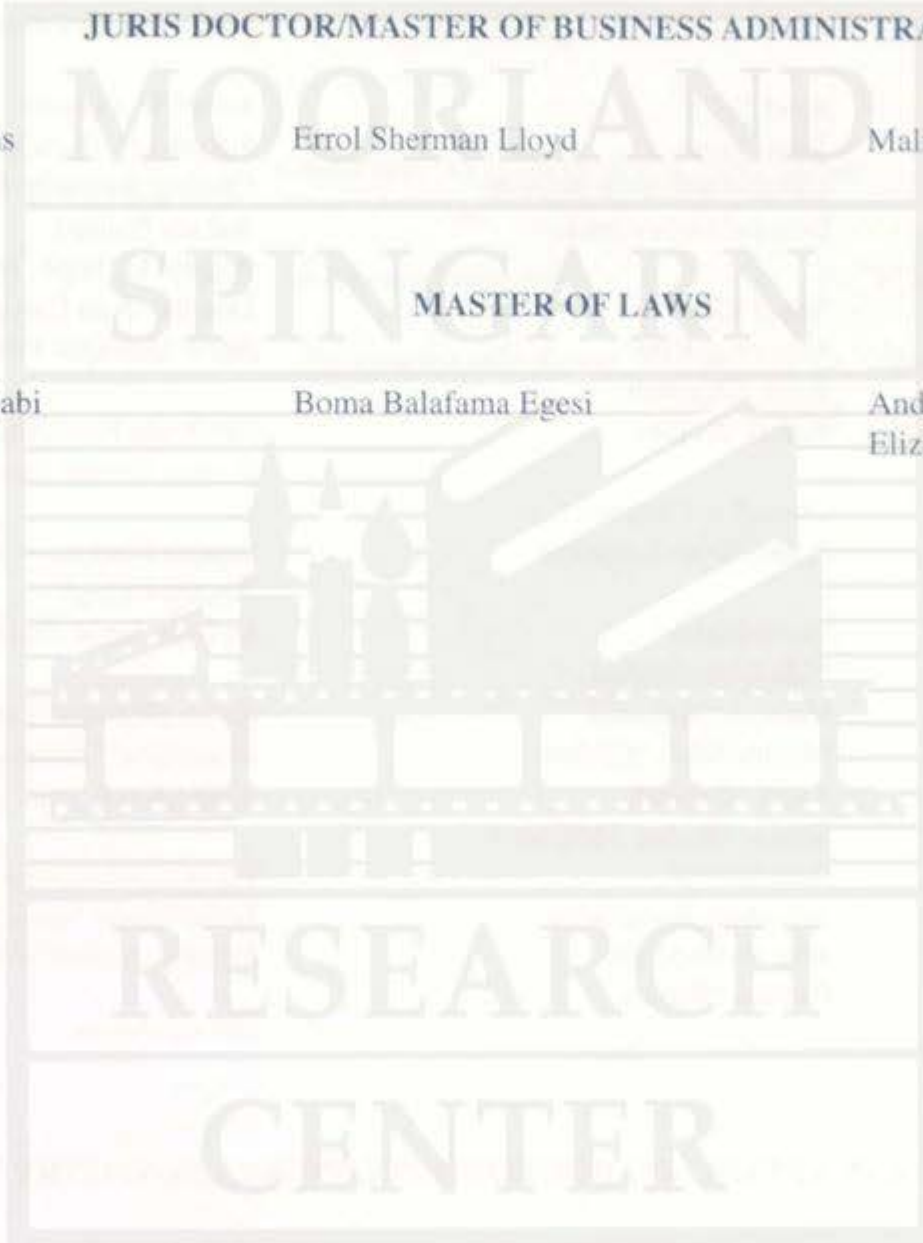 JURIS DOCTOR/MASTER OF BUSINESS ADMINISTRA
s Errol Sherman Lloyd Mal
MOORLAND
SPINGARN
MASTER OF LAWS
abi Boma Balafama Egesi And
Eliz
RESEARCH
CENTER